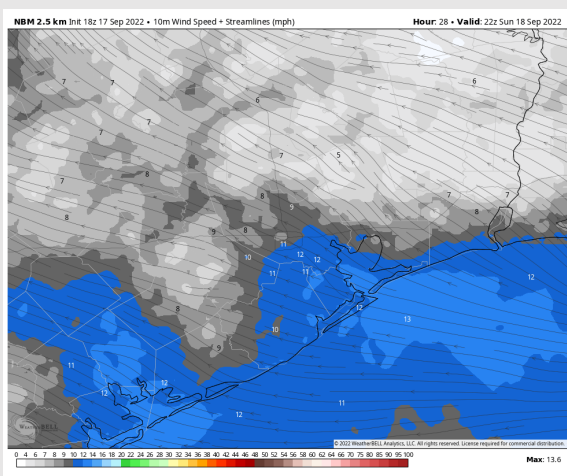 NBM 2.5 km Init 18z 17 Sep 2022 • 10m Wind Speed + Streamlines (mph) Hour: 28 • Valid: 22z Sun 18 Sep 2022
6
7 7
6
7
7
7 5
8
7
8 7 7
9 8
8
9 8
11
10 12 12
11 11 12
12
13
8
10
9
11
12
12
11
12
WeatherBELL
© 2022 WeatherBELL Analytics, LLC. All rights reserved. License required for commercial distribution.
0 4 6 7 8 9 10 12 14 16 18 20 22 24 26 28 30 32 34 36 38 40 42 44 46 48 50 52 54 56 58 60 62 64 66 70 75 80 85 90 95 100
Max: 13.6